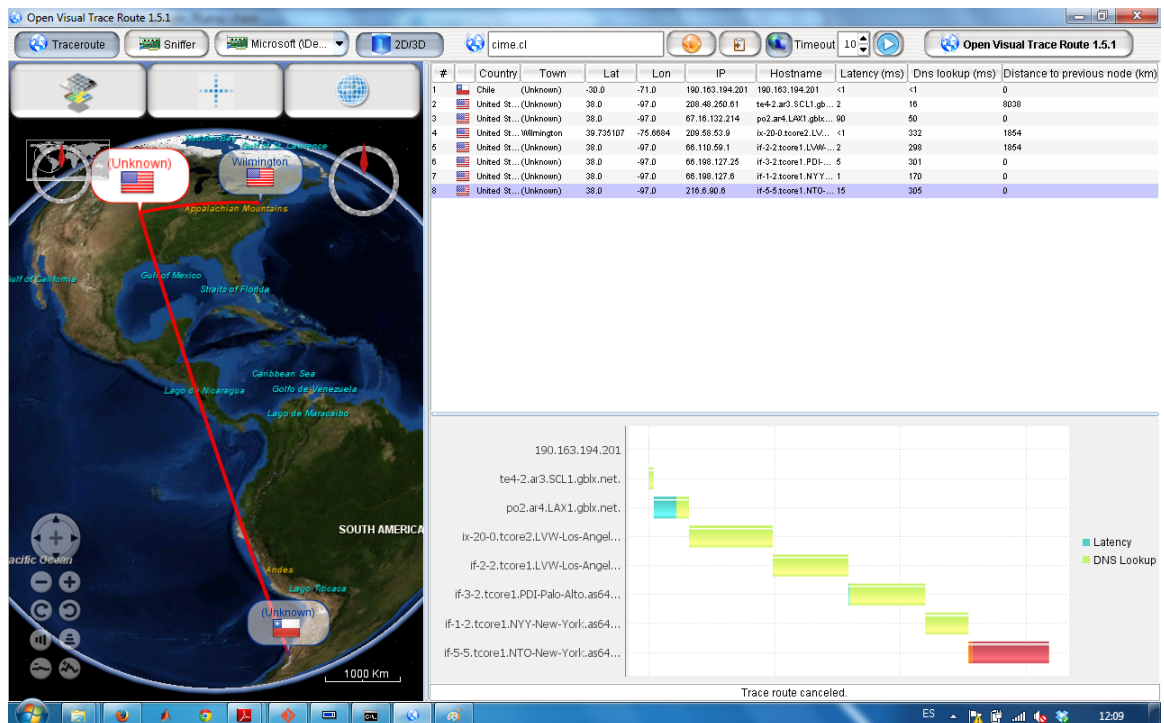 Open Visual Trace Route 1.5.1
Traceroute Sniffer Microsoft (\De... 2D/3D cime.cl Timeout 10 Open Visual Trace Route 1.5.1
# Country Town Lat Lon IP Hostname Latency (ms) Dns lookup (ms) Distance to previous node (km)
1 Chile (Unknown) -30.0 -71.0 190.163.194.201 190.163.194.201 <1 <1 0
2 United St... (Unknown) 38.0 -97.0 208.48.250.61 te4-2.ar3.SCL1.gb... 2 16 8038
3 United St... (Unknown) 38.0 -97.0 67.16.132.214 po2.ar4.LAX1.gblx... 90 50 0
4 United St... Wilmington 39.735107 -75.6684 209.58.53.9 ix-20-0.tcore2.LV... <1 332 1854
5 United St... (Unknown) 38.0 -97.0 66.110.59.1 if-2-2.tcore1.LVW-... 2 298 1854
6 United St... (Unknown) 38.0 -97.0 66.198.127.25 if-3-2.tcore1.PDI-... 5 301 0
7 United St... (Unknown) 38.0 -97.0 66.198.127.6 if-1-2.tcore1.NYY... 1 170 0
8 United St... (Unknown) 38.0 -97.0 216.6.90.6 if-5-5.tcore1.NTO-... 15 305 0
Hudson Bay
Gulf of St. Lawrence
(Unknown)
Wilmington
Appalachian Mountains
Gulf of California
Gulf of Mexico
Straits of Florida
Caribbean Sea
Lago de Nicaragua
Golfo de Venezuela
Lago de Maracaibo
SOUTH AMERICA
Pacific Ocean
Andes
Lago Titicaca
(Unknown)
1000 Km
190.163.194.201
te4-2.ar3.SCL1.gblx.net.
po2.ar4.LAX1.gblx.net.
ix-20-0.tcore2.LVW-Los-Angel...
if-2-2.tcore1.LVW-Los-Angel...
if-3-2.tcore1.PDI-Palo-Alto.as64...
if-1-2.tcore1.NYY-New-York.as64...
if-5-5.tcore1.NTO-New-York.as64...
Latency
DNS Lookup
Trace route canceled.
ES 12:09